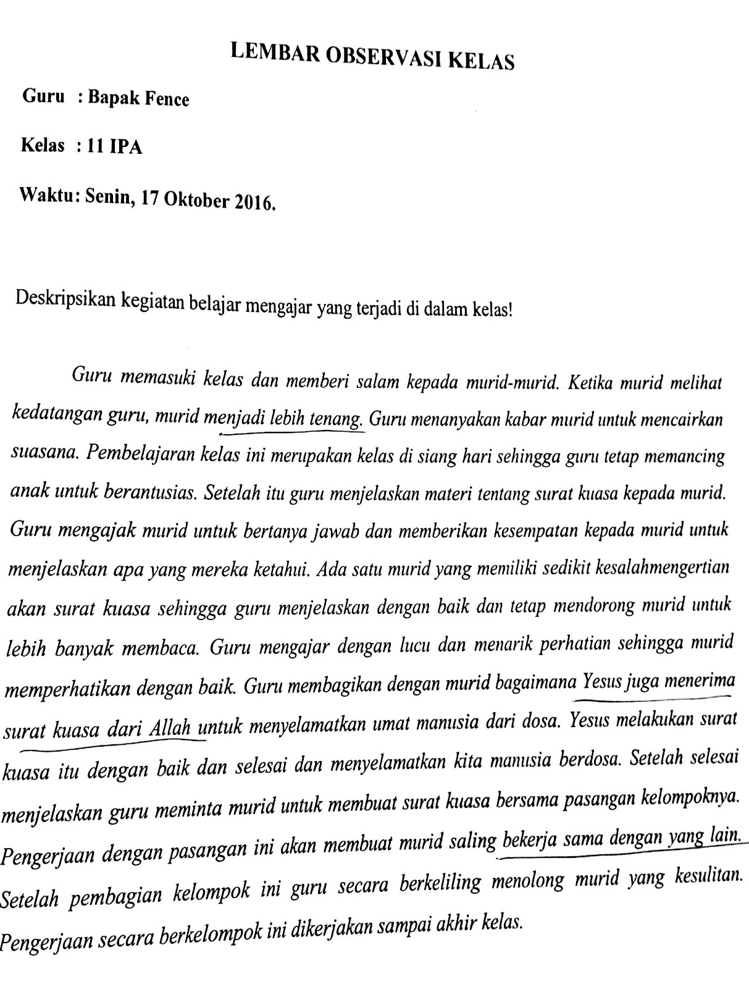 LEMBAR OBSERVASI KELAS
Guru : Bapak Fence
Kelas : 11 IPA
Waktu: Senin, 17 Oktober 2016.
Deskripsikan kegiatan belajar mengajar yang terjadi di dalam kelas!
Guru memasuki kelas dan memberi salam kepada murid-murid. Ketika murid melihat
kedatangan guru, murid menjadi lebih tenang. Guru menanyakan kabar murid untuk mencairkan
suasana. Pembelajaran kelas ini merupakan kelas di siang hari sehingga guru tetap memancing
anak untuk berantusias. Setelah itu guru menjelaskan materi tentang surat kuasa kepada murid.
Guru mengajak murid untuk bertanya jawab dan memberikan kesempatan kepada murid untuk
menjelaskan apa yang mereka ketahui. Ada satu murid yang memiliki sedikit kesalahmengertian
akan surat kuasa sehingga guru menjelaskan dengan baik dan tetap mendorong murid untuk
lebih banyak membaca. Guru mengajar dengan lucu dan menarik perhatian sehingga murid
memperhatikan dengan baik. Guru membagikan dengan murid bagaimana Yesus juga menerima
surat kuasa dari Allah untuk menyelamatkan umat manusia dari dosa. Yesus melakukan surat
kuasa itu dengan baik dan selesai dan menyelamatkan kita manusia berdosa. Setelah selesai
menjelaskan guru meminta murid untuk membuat surat kuasa bersama pasangan kelompoknya.
Pengerjaan dengan pasangan ini akan membuat murid saling bekerja sama dengan yang lain.
Setelah pembagian kelompok ini guru secara berkeliling menolong murid yang kesulitan.
Pengerjaan secara berkelompok ini dikerjakan sampai akhir kelas.